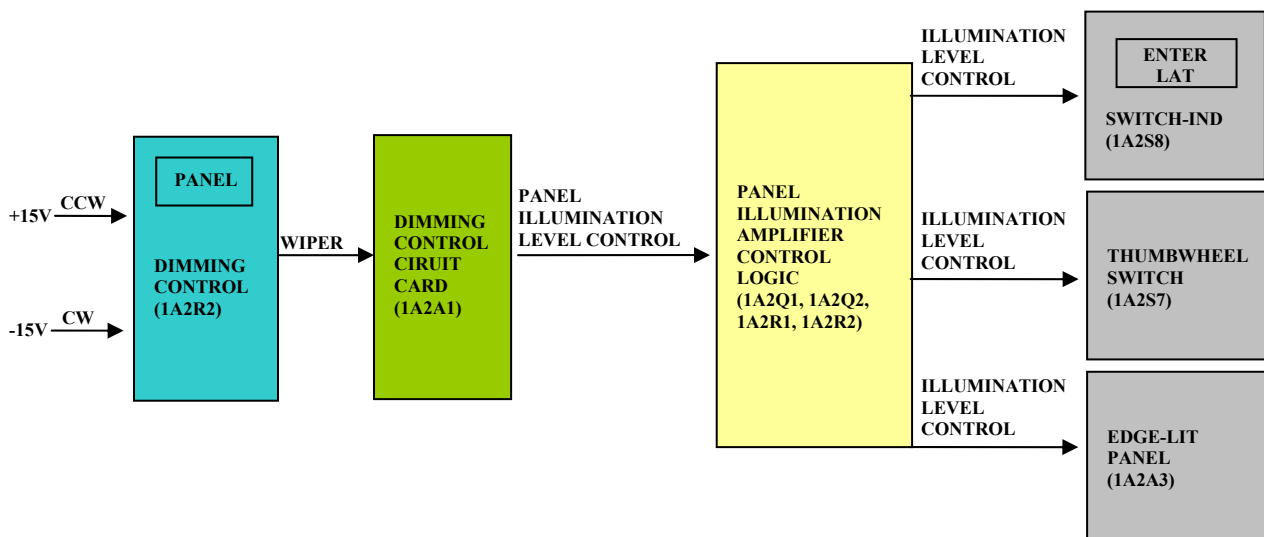 +15V
CCW
-15V
CW
PANEL
DIMMING
CONTROL
(1A2R2)
WIPER
DIMMING
CONTROL
CIRUIT
CARD
(1A2A1)
PANEL
ILLUMINATION
LEVEL CONTROL
PANEL
ILLUMINATION
AMPLIFIER
CONTROL
LOGIC
(1A2Q1, 1A2Q2,
1A2R1, 1A2R2)
ILLUMINATION
LEVEL
CONTROL
ENTER
LAT
SWITCH-IND
(1A2S8)
ILLUMINATION
LEVEL
CONTROL
THUMBWHEEL
SWITCH
(1A2S7)
ILLUMINATION
LEVEL
CONTROL
EDGE-LIT
PANEL
(1A2A3)